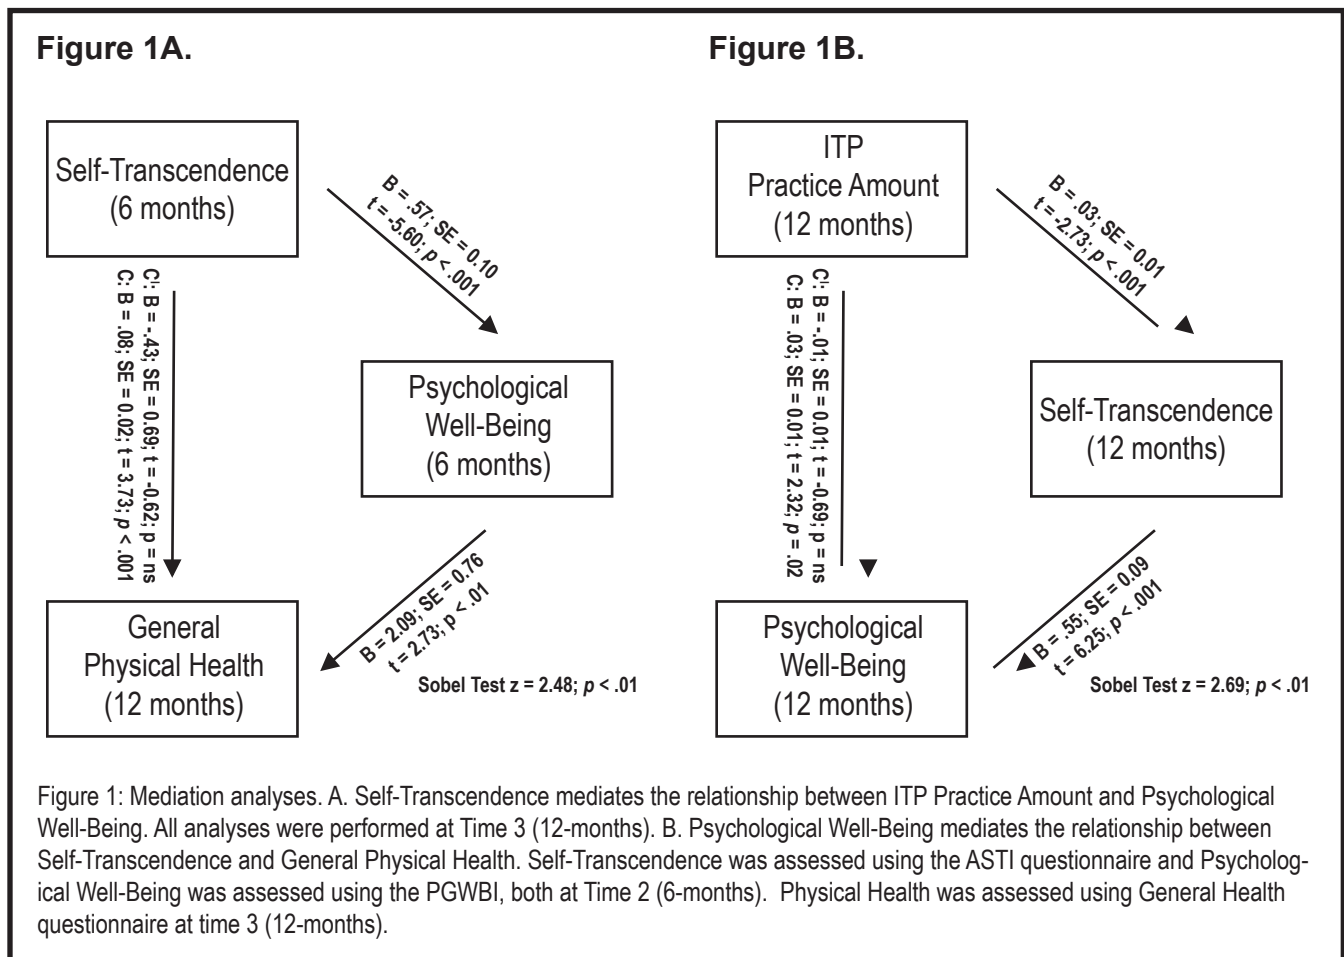 Figure 1A.
Self-Transcendence
(6 months)
B = .57; SE = 0.10
t = -5.60; p < .001
C': B = -.43; SE = 0.69; t = -0.62; p = ns
C: B = .08; SE = 0.02; t = 3.73; p < .001
Psychological
Well-Being
(6 months)
B = 2.09; SE = 0.76
t = 2.73; p < .01
General
Physical Health
(12 months)
Sobel Test z = 2.48; p < .01
Figure 1B.
ITP
Practice Amount
(12 months)
B = .03; SE = 0.01
t = -2.73; p < .001
C': B = -.01; SE = 0.01; t = -0.69; p = ns
C: B = .03; SE = 0.01; t = 2.32; p = .02
Self-Transcendence
(12 months)
B = .55; SE = 0.09
t = 6.25; p < .001
Psychological
Well-Being
(12 months)
Sobel Test z = 2.69; p < .01
Figure 1: Mediation analyses. A. Self-Transcendence mediates the relationship between ITP Practice Amount and Psychological
Well-Being. All analyses were performed at Time 3 (12-months). B. Psychological Well-Being mediates the relationship between
Self-Transcendence and General Physical Health. Self-Transcendence was assessed using the ASTI questionnaire and Psycholog-
ical Well-Being was assessed using the PGWBI, both at Time 2 (6-months). Physical Health was assessed using General Health
questionnaire at time 3 (12-months).